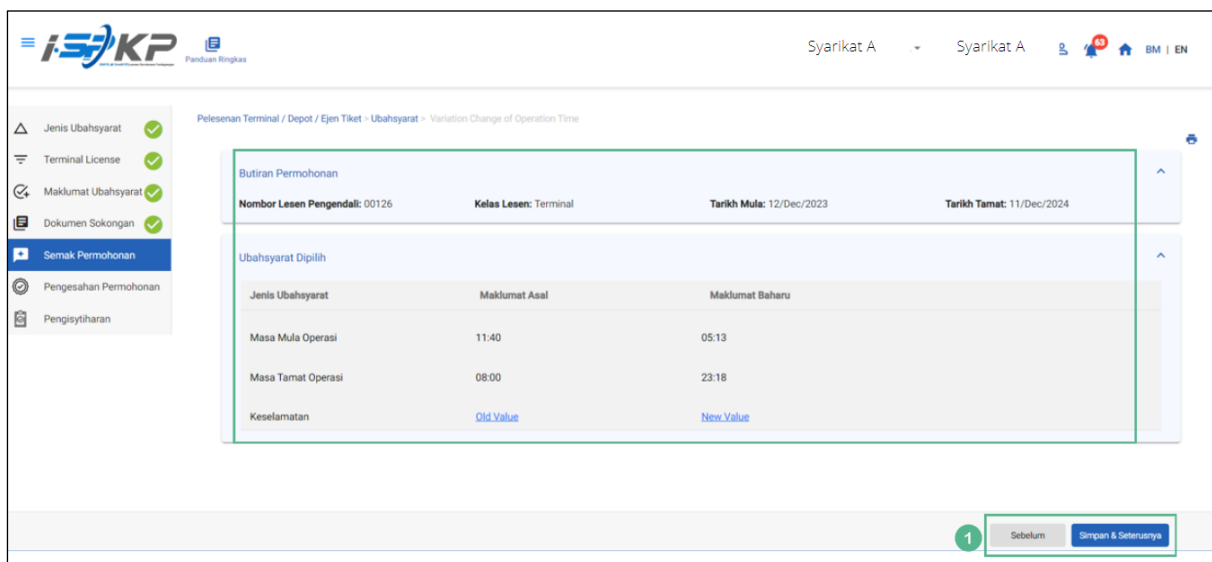 i-SPKP
Panduan Ringkas
Syarikat A
Syarikat A
63
BM | EN
Jenis Ubahsyarat
Terminal License
Maklumat Ubahsyarat
Dokumen Sokongan
Semak Permohonan
Pengesahan Permohonan
Pengisytiharan
Pelesenan Terminal / Depot / Ejen Tiket > Ubahsyarat > Variation Change of Operation Time
Butiran Permohonan
Nombor Lesen Pengendali: 00126 Kelas Lesen: Terminal Tarikh Mula: 12/Dec/2023 Tarikh Tamat: 11/Dec/2024
Ubahsyarat Dipilih
Jenis Ubahsyarat Maklumat Asal Maklumat Baharu
Masa Mula Operasi 11:40 05:13
Masa Tamat Operasi 08:00 23:18
Keselamatan Old Value New Value
1 Sebelum Simpan & Seterusnya